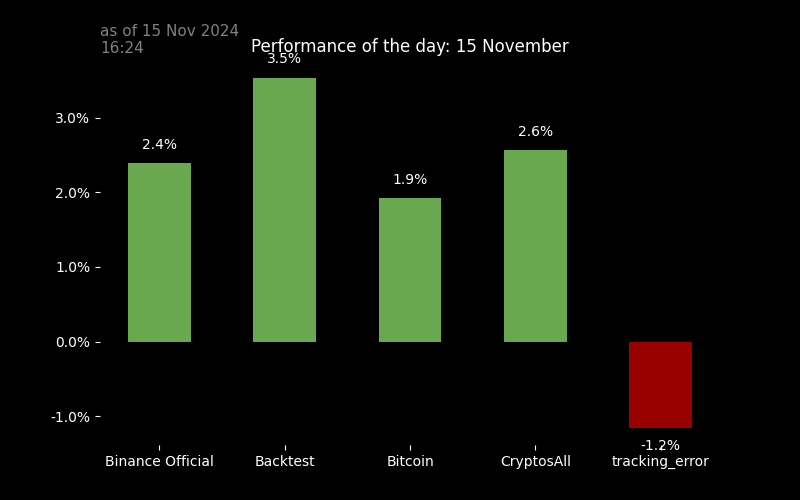 as of 15 Nov 2024
16:24
Performance of the day: 15 November
3.5%
3.0%
2.6%
2.4%
1.9%
2.0%
1.0%
0.0%
-1.0%
-1.2%
Binance Official
Backtest
Bitcoin
CryptosAll
tracking_error